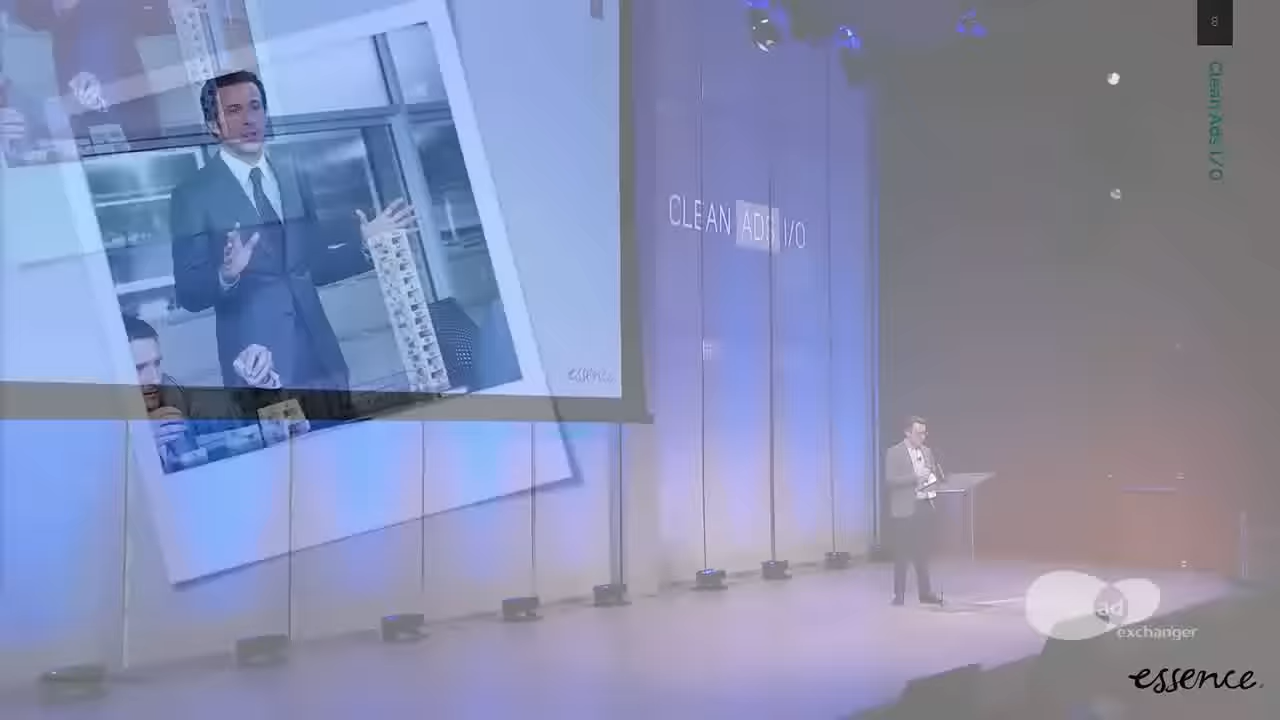 8
Clean Ads I/O
CLEAN ADS I/O
essence
ad
exchanger
essence.